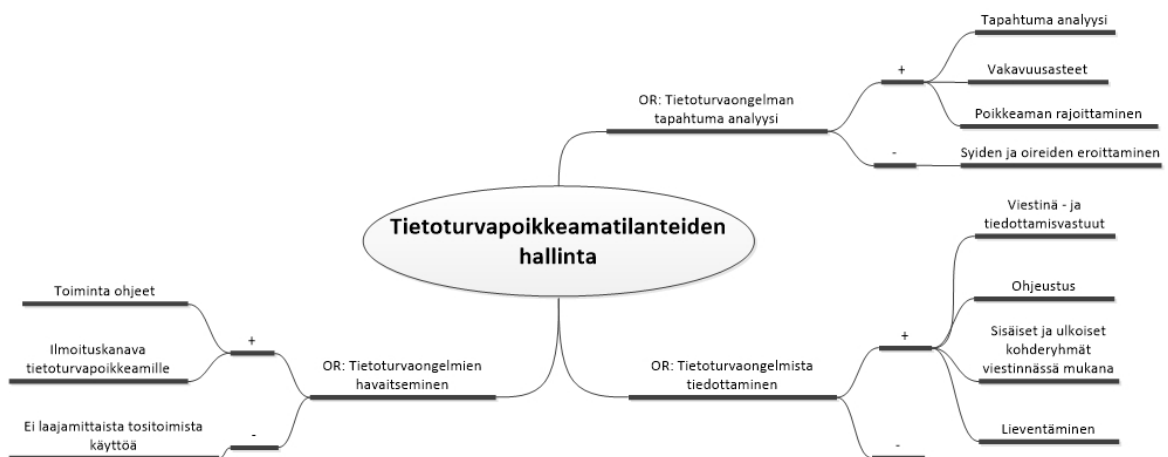 Tietoturvapoikkeamatilanteiden
hallinta
OR: Tietoturvaongelman
tapahtuma analyysi
+
Tapahtuma analyysi
Vakavuusasteet
Poikkeaman rajoittaminen
-
Syiden ja oireiden eroittaminen
OR: Tietoturvaongelmista
tiedottaminen
+
Viestinä - ja
tiedottamisvastuut
Ohjeustus
Sisäiset ja ulkoiset
kohderyhmät
viestinnässä mukana
Lieventäminen
-
OR: Tietoturvaongelmien
havaitseminen
+
Toiminta ohjeet
Ilmoituskanava
tietoturvapoikkeamille
-
Ei laajamittaista tositoimista
käyttöä